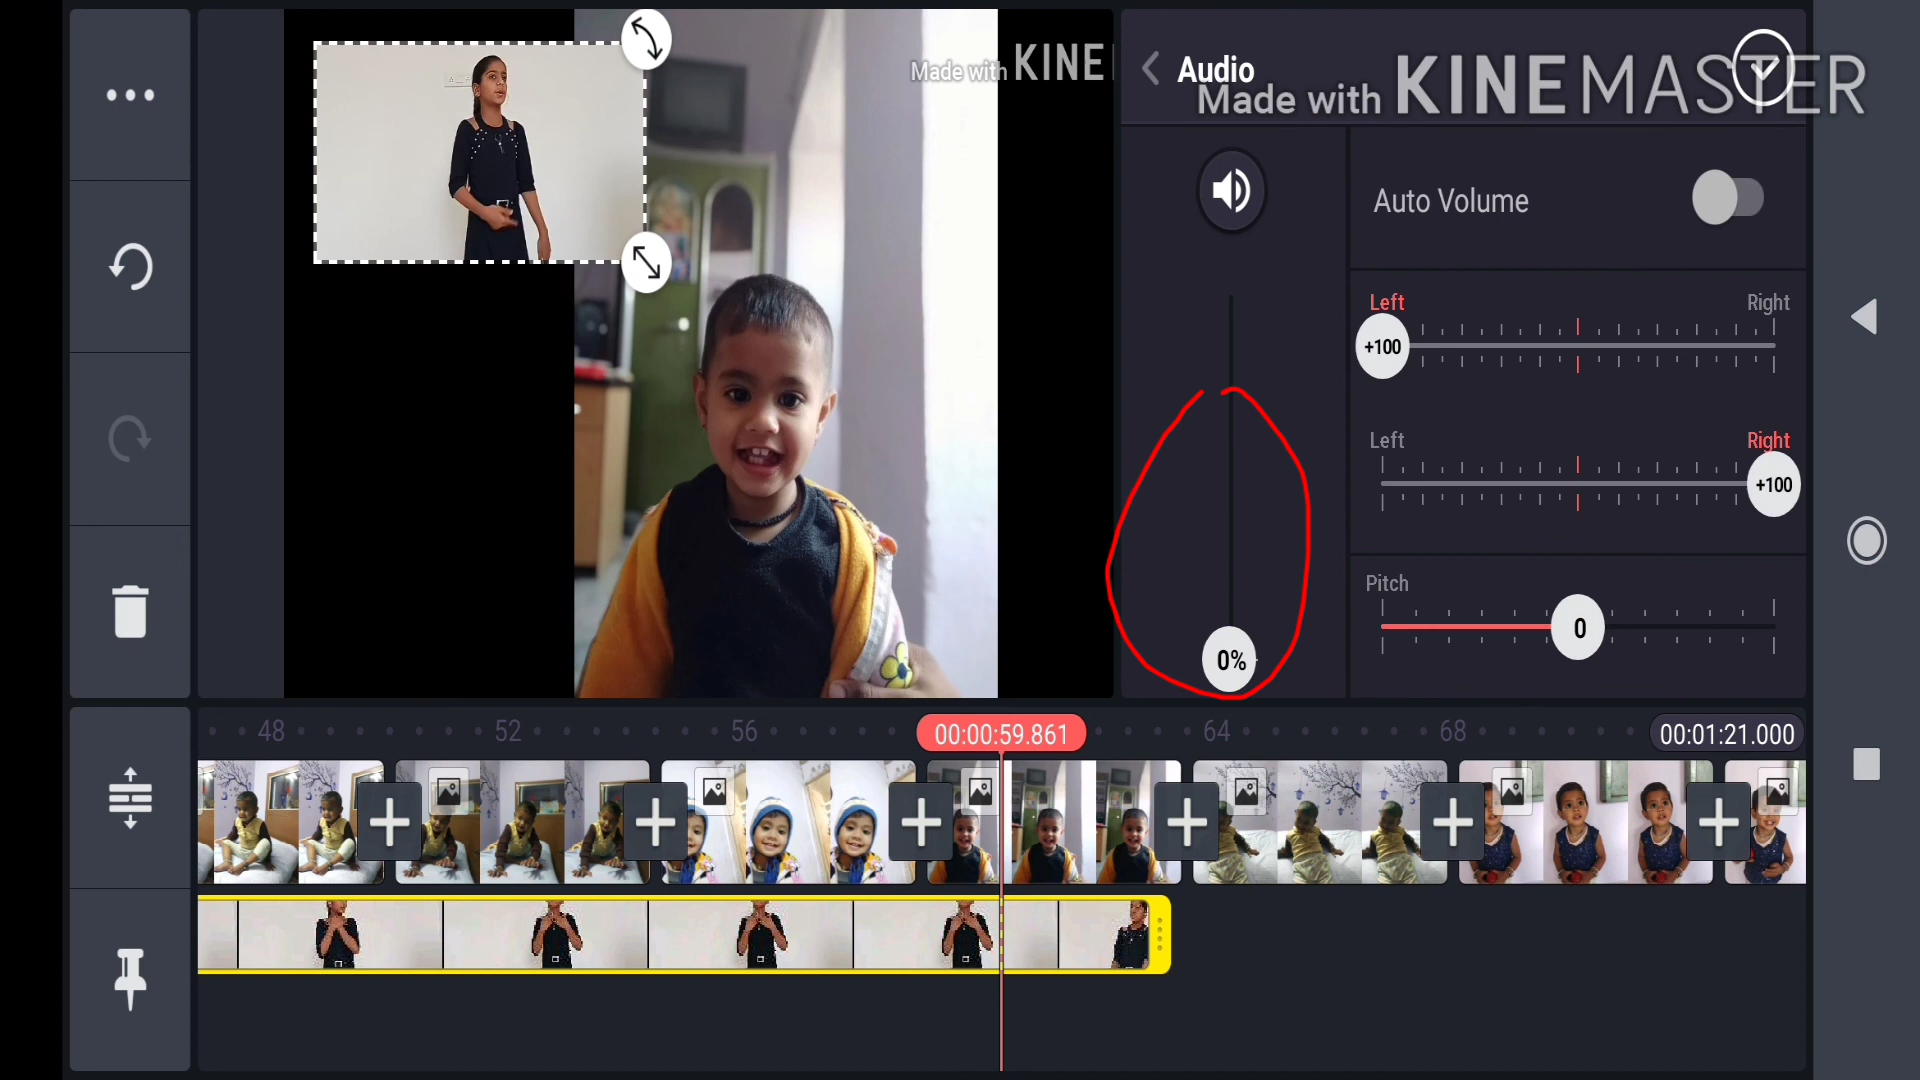 Made with KINE
Audio
Made with KINEMASTER
Auto Volume
Left Right
+100
Left Right
+100
Pitch
0
0%
48 52 56 00:00:59.861 64 68 00:01:21.000